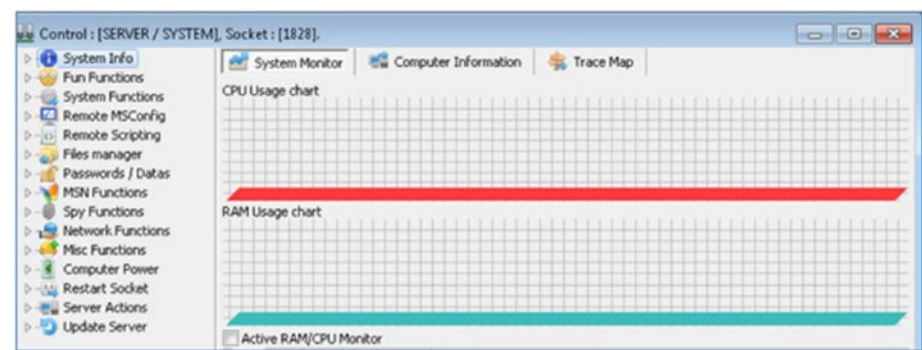 Control : [SERVER / SYSTEM], Socket : [1828].
System Info
Fun Functions
System Functions
Remote MSConfig
Remote Scripting
Files manager
Passwords / Datas
MSN Functions
Spy Functions
Network Functions
Misc Functions
Computer Power
Restart Socket
Server Actions
Update Server
System Monitor
Computer Information
Trace Map
CPU Usage chart
RAM Usage chart
Active RAM/CPU Monitor